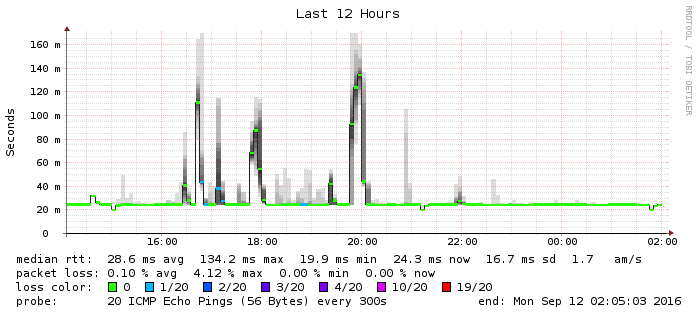 Last 12 Hours
RRDTOOL / TOBI OETIKER
Seconds
160 m
140 m
120 m
100 m
80 m
60 m
40 m
20 m
0
16:00 18:00 20:00 22:00 00:00 02:00
median rtt: 28.6 ms avg 134.2 ms max 19.9 ms min 24.3 ms now 16.7 ms sd 1.7 am/s
packet loss: 0.10 % avg 4.12 % max 0.00 % min 0.00 % now
loss color: 0 1/20 2/20 3/20 4/20 10/20 19/20
probe: 20 ICMP Echo Pings (56 Bytes) every 300s end: Mon Sep 12 02:05:03 2016